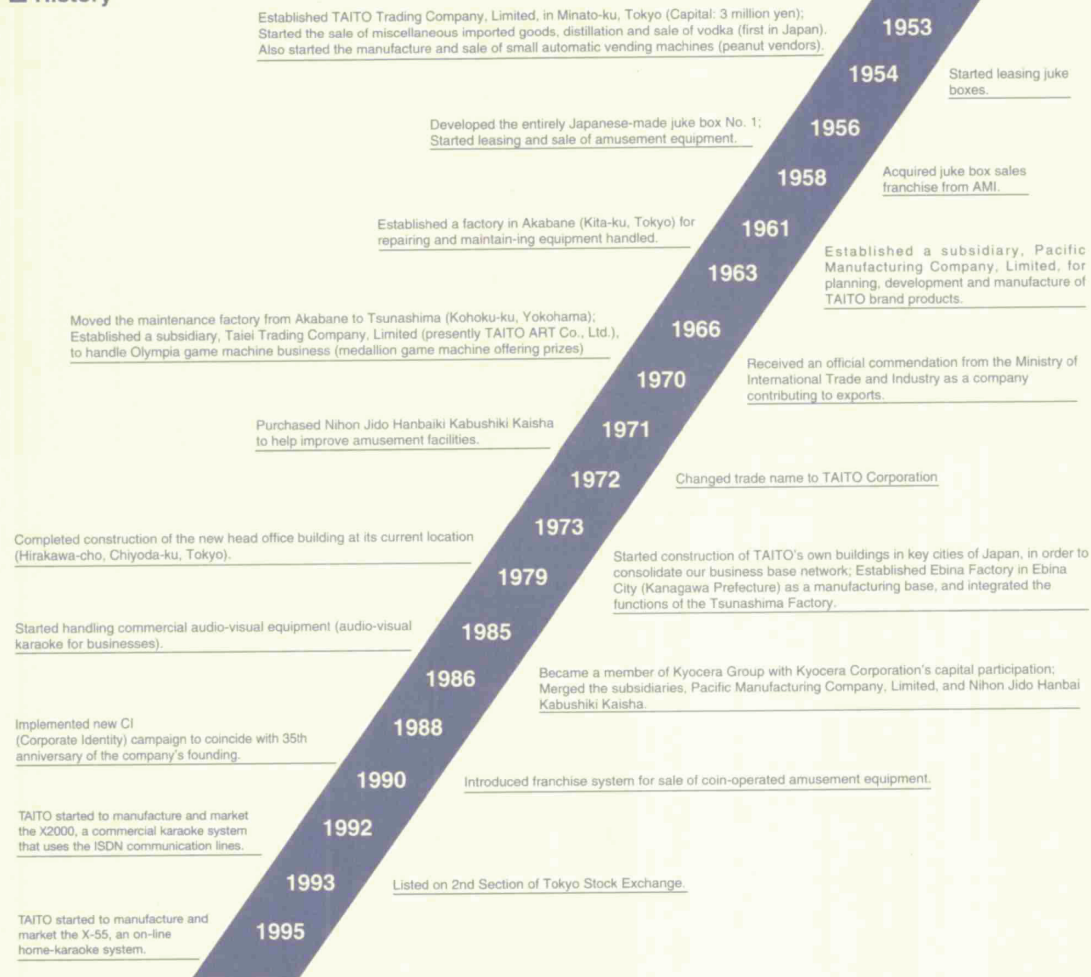 History
Established TAITO Trading Company, Limited, in Minato-ku, Tokyo (Capital: 3 million yen);
Started the sale of miscellaneous imported goods, distillation and sale of vodka (first in Japan).
Also started the manufacture and sale of small automatic vending machines (peanut vendors).
1953
1954
Started leasing juke
boxes.
Developed the entirely Japanese-made juke box No. 1;
Started leasing and sale of amusement equipment.
1956
1958
Acquired juke box sales
franchise from AMI.
Established a factory in Akabane (Kita-ku, Tokyo) for
repairing and maintain-ing equipment handled.
1961
1963
Established a subsidiary, Pacific
Manufacturing Company, Limited, for
planning, development and manufacture of
TAITO brand products.
Moved the maintenance factory from Akabane to Tsunashima (Kohoku-ku, Yokohama);
Established a subsidiary, Taiei Trading Company, Limited (presently TAITO ART Co., Ltd.),
to handle Olympia game machine business (medallion game machine offering prizes)
1966
1970
Received an official commendation from the Ministry of
International Trade and Industry as a company
contributing to exports.
Purchased Nihon Jido Hanbaiki Kabushiki Kaisha
to help improve amusement facilities.
1971
1972
Changed trade name to TAITO Corporation
Completed construction of the new head office building at its current location
(Hirakawa-cho, Chiyoda-ku, Tokyo).
1973
1979
Started construction of TAITO's own buildings in key cities of Japan, in order to
consolidate our business base network; Established Ebina Factory in Ebina
City (Kanagawa Prefecture) as a manufacturing base, and integrated the
functions of the Tsunashima Factory.
Started handling commercial audio-visual equipment (audio-visual
karaoke for businesses).
1985
1986
Became a member of Kyocera Group with Kyocera Corporation's capital participation;
Merged the subsidiaries, Pacific Manufacturing Company, Limited, and Nihon Jido Hanbai
Kabushiki Kaisha.
Implemented new CI
(Corporate Identity) campaign to coincide with 35th
anniversary of the company's founding.
1988
1990
Introduced franchise system for sale of coin-operated amusement equipment.
TAITO started to manufacture and market
the X2000, a commercial karaoke system
that uses the ISDN communication lines.
1992
1993
Listed on 2nd Section of Tokyo Stock Exchange.
TAITO started to manufacture and
market the X-55, an on-line
home-karaoke system.
1995